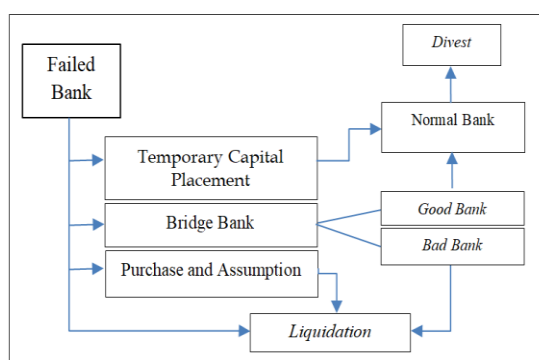 Failed
Bank
Divest
Normal Bank
Temporary Capital
Placement
Bridge Bank
Good Bank
Bad Bank
Purchase and Assumption
Liquidation